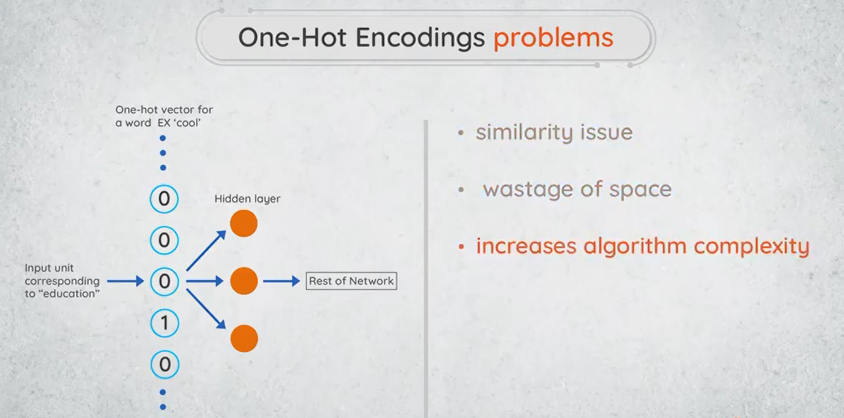 One-Hot Encodings problems
One-hot vector for
a word EX ‘cool’
0
0
0
1
0
Input unit
corresponding
to “education”
Hidden layer
Rest of Network
• similarity issue
• wastage of space
• increases algorithm complexity